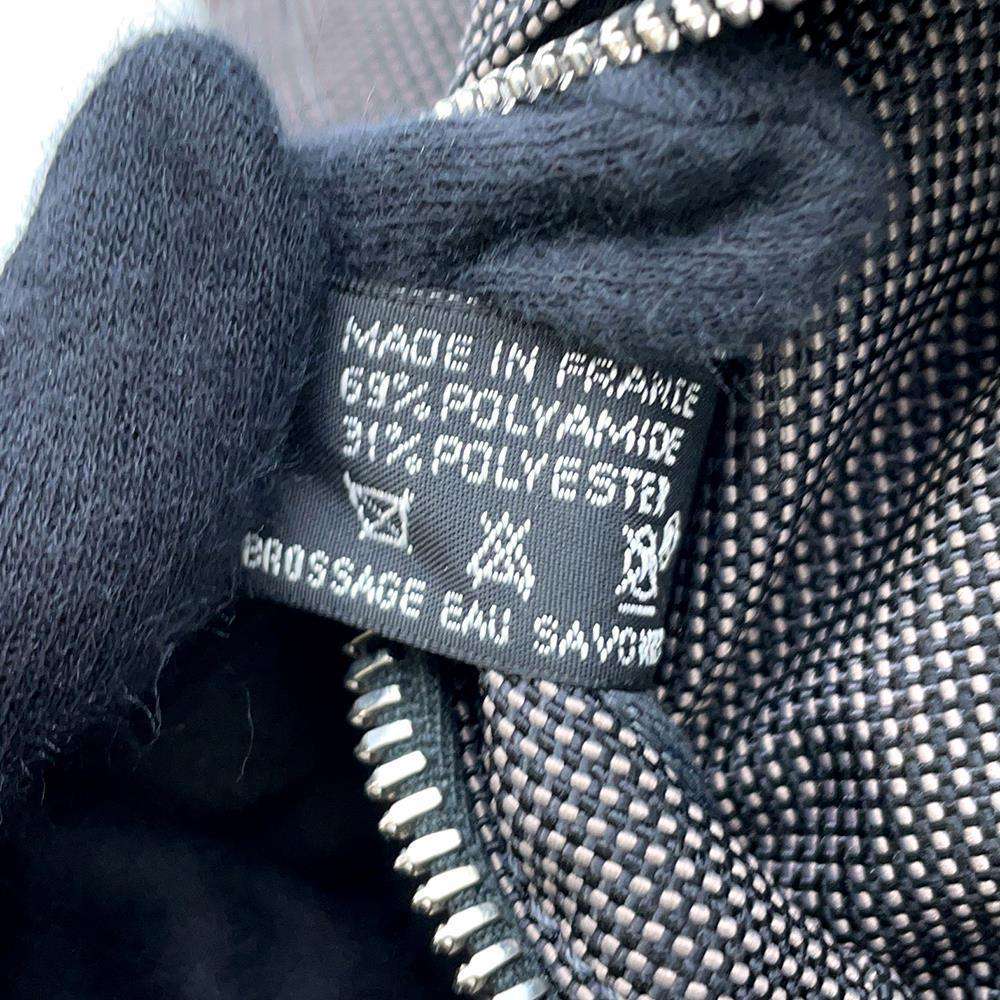 MADE IN FRANCE
69% POLYAMIDE
31% POLYESTER
BROSSAGE EAU SAVON